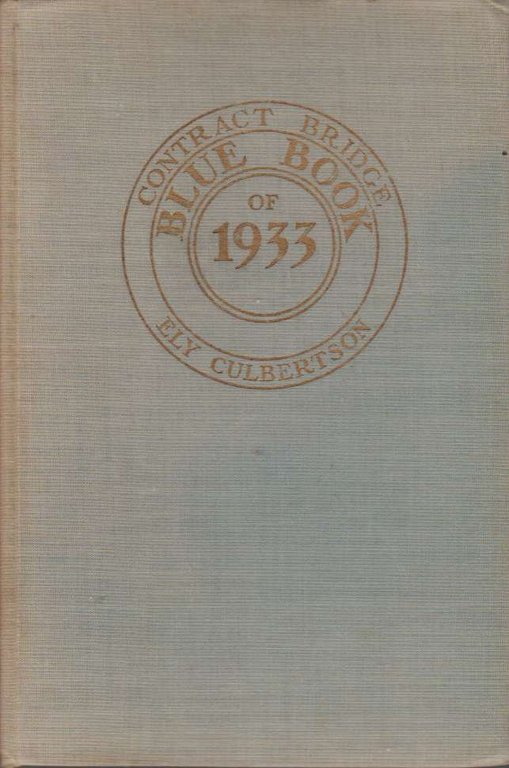 CONTRACT BRIDGE
BLUE BOOK
OF
1933
ELY CULBERTSON